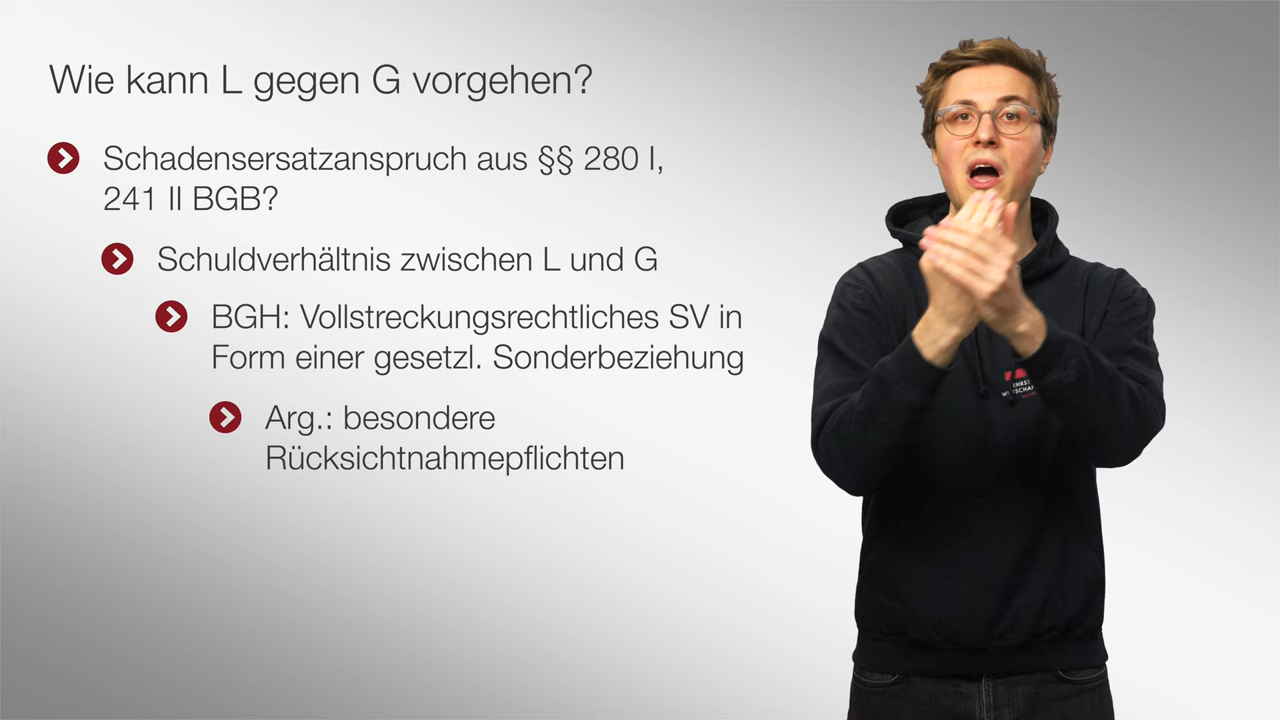 Wie kann L gegen G vorgehen?
Schadensersatzanspruch aus §§ 280 I,
241 II BGB?
Schuldverhältnis zwischen L und G
BGH: Vollstreckungsrechtliches SV in
Form einer gesetzl. Sonderbeziehung
Arg.: besondere
Rücksichtnahmepflichten